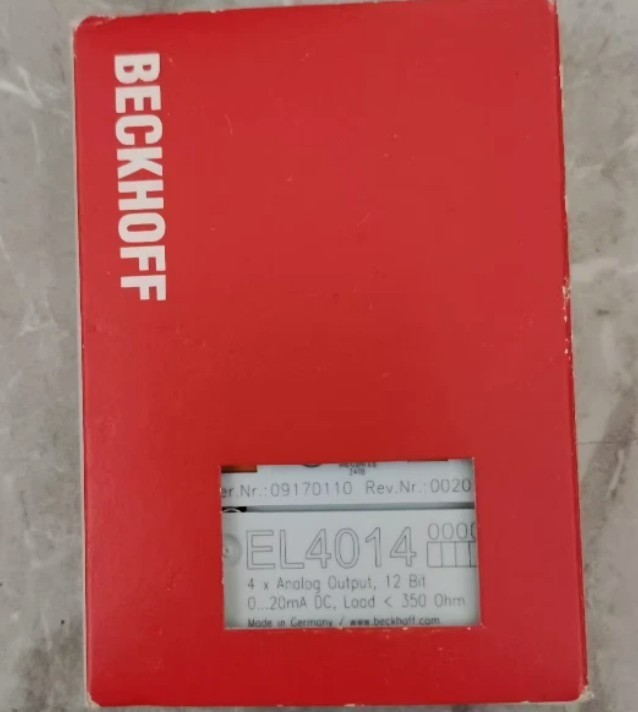 BECKHOFF
er.Nr.:09170110 Rev.Nr.:0020
EL4014
0000
4 x Analog Output, 12 Bit
0...20mA DC, Load < 350 Ohm
Made in Germany / www.beckhoff.com